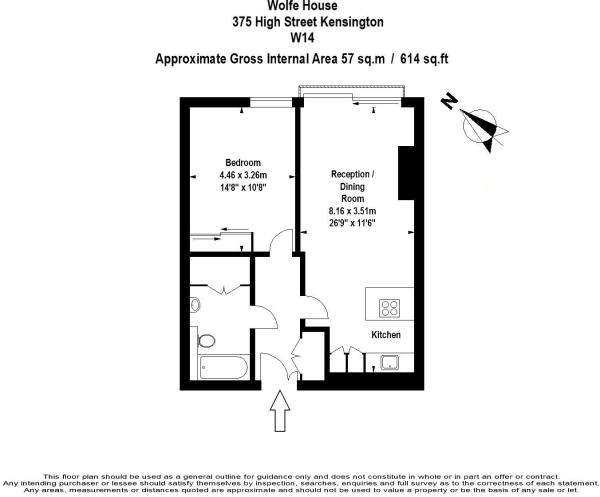 Wolfe House
375 High Street Kensington
W14
Approximate Gross Internal Area 57 sq.m / 614 sq.ft
N
Bedroom
4.46 x 3.26m
14'8" x 10'8"
Reception /
Dining
Room
8.16 x 3.51m
26'9" x 11'6"
Kitchen
This floor plan should be used as a general outline for guidance only and does not constitute in whole or in part an offer or contract.
Any intending purchaser or lessee should satisfy themselves by inspection, searches, enquiries and full survey as to the correctness of each statement.
Any areas, measurements or distances quoted are approximate and should not be used to value a property or be the basis of any sale or let.